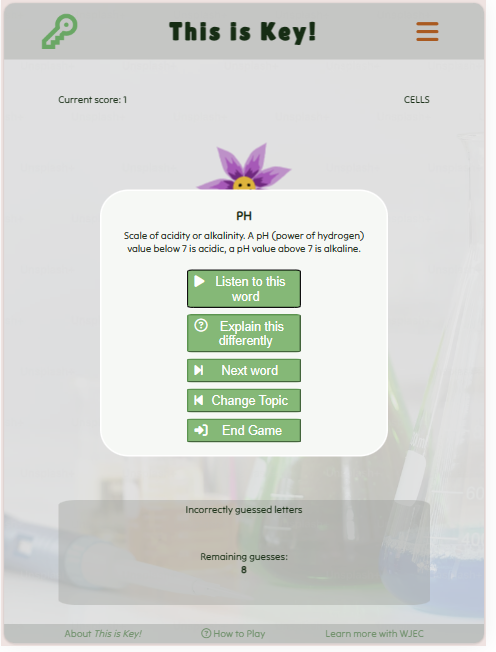 This is Key!
Current score: 1
CELLS
PH
Scale of acidity or alkalinity. A pH (power of hydrogen)
value below 7 is acidic, a pH value above 7 is alkaline.
Listen to this
word
Explain this
differently
Next word
Change Topic
End Game
Incorrectly guessed letters
Remaining guesses:
8
About This is Key!
How to Play
Learn more with WJEC